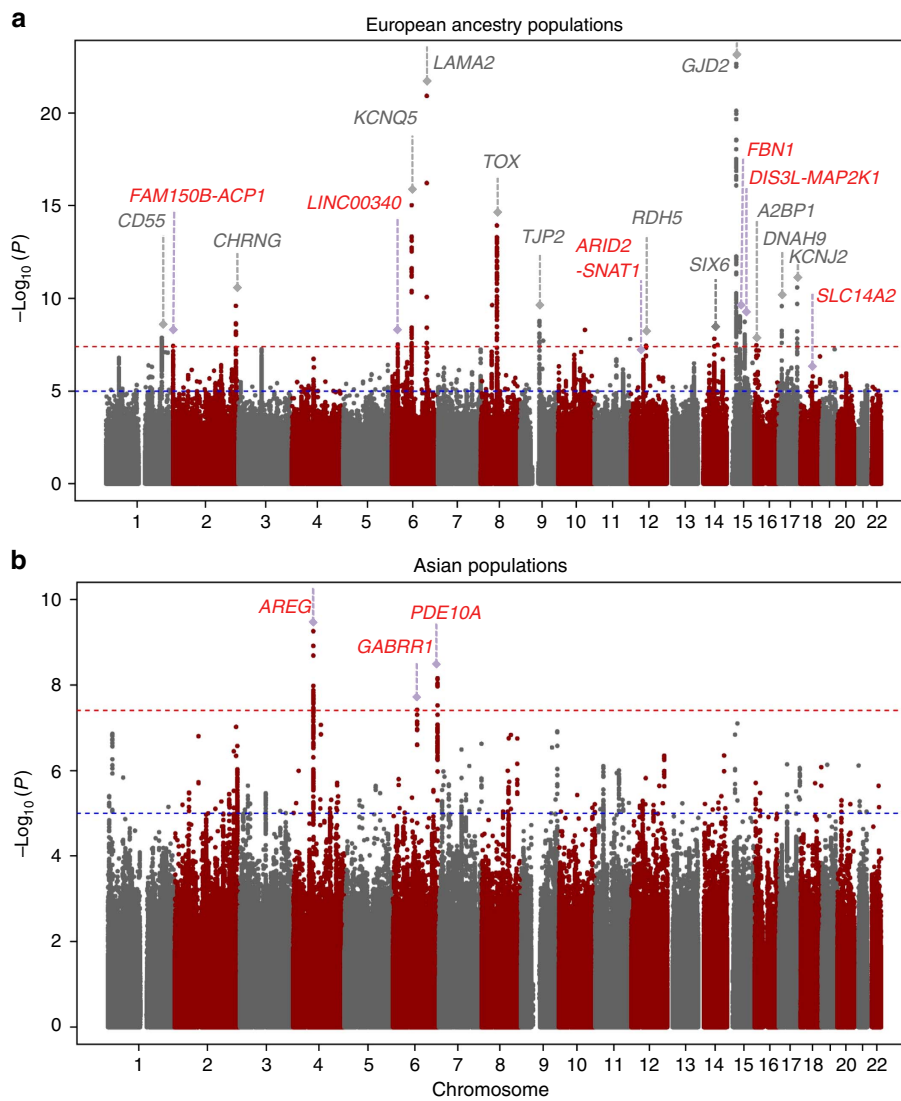 a
European ancestry populations
LAMA2
GJD2
KCNQ5
FBN1
TOX
DIS3L-MAP2K1
FAM150B-ACP1
LINC00340
A2BP1
CD55
RDH5
TJP2
ARID2
-SNAT1
DNAH9
CHRNG
KCNJ2
SIX6
SLC14A2
–Log10 (P)
20
15
10
5
0
1 2 3 4 5 6 7 8 9 10 11 12 13 14 15 16 17 18 20 22
b
Asian populations
AREG
PDE10A
GABRR1
–Log10 (P)
10
8
6
4
2
0
1 2 3 4 5 6 7 8 9 10 11 12 13 14 15 16 17 18 20 22
Chromosome